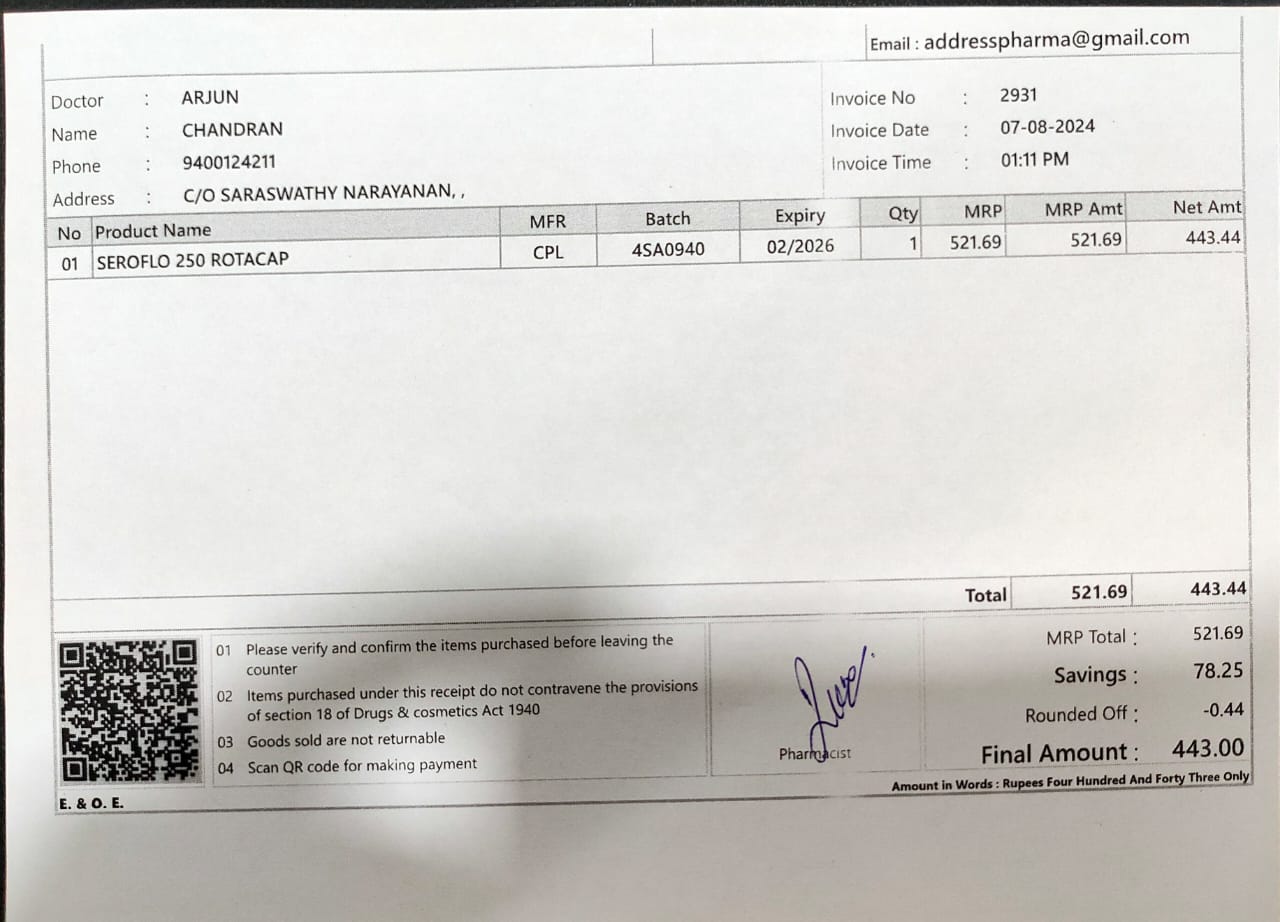 Email : addresspharma@gmail.com
Doctor : ARJUN
Name : CHANDRAN
Phone : 9400124211
Address : C/O SARASWATHY NARAYANAN, ,
Invoice No : 2931
Invoice Date : 07-08-2024
Invoice Time : 01:11 PM
No Product Name MFR Batch Expiry Qty MRP MRP Amt Net Amt
01 SEROFLO 250 ROTACAP CPL 4SA0940 02/2026 1 521.69 521.69 443.44
Total 521.69 443.44
01 Please verify and confirm the items purchased before leaving the
counter
02 Items purchased under this receipt do not contravene the provisions
of section 18 of Drugs & cosmetics Act 1940
03 Goods sold are not returnable
04 Scan QR code for making payment
Pharmacist
MRP Total : 521.69
Savings : 78.25
Rounded Off : -0.44
Final Amount : 443.00
Amount in Words : Rupees Four Hundred And Forty Three Only
E. & O. E.